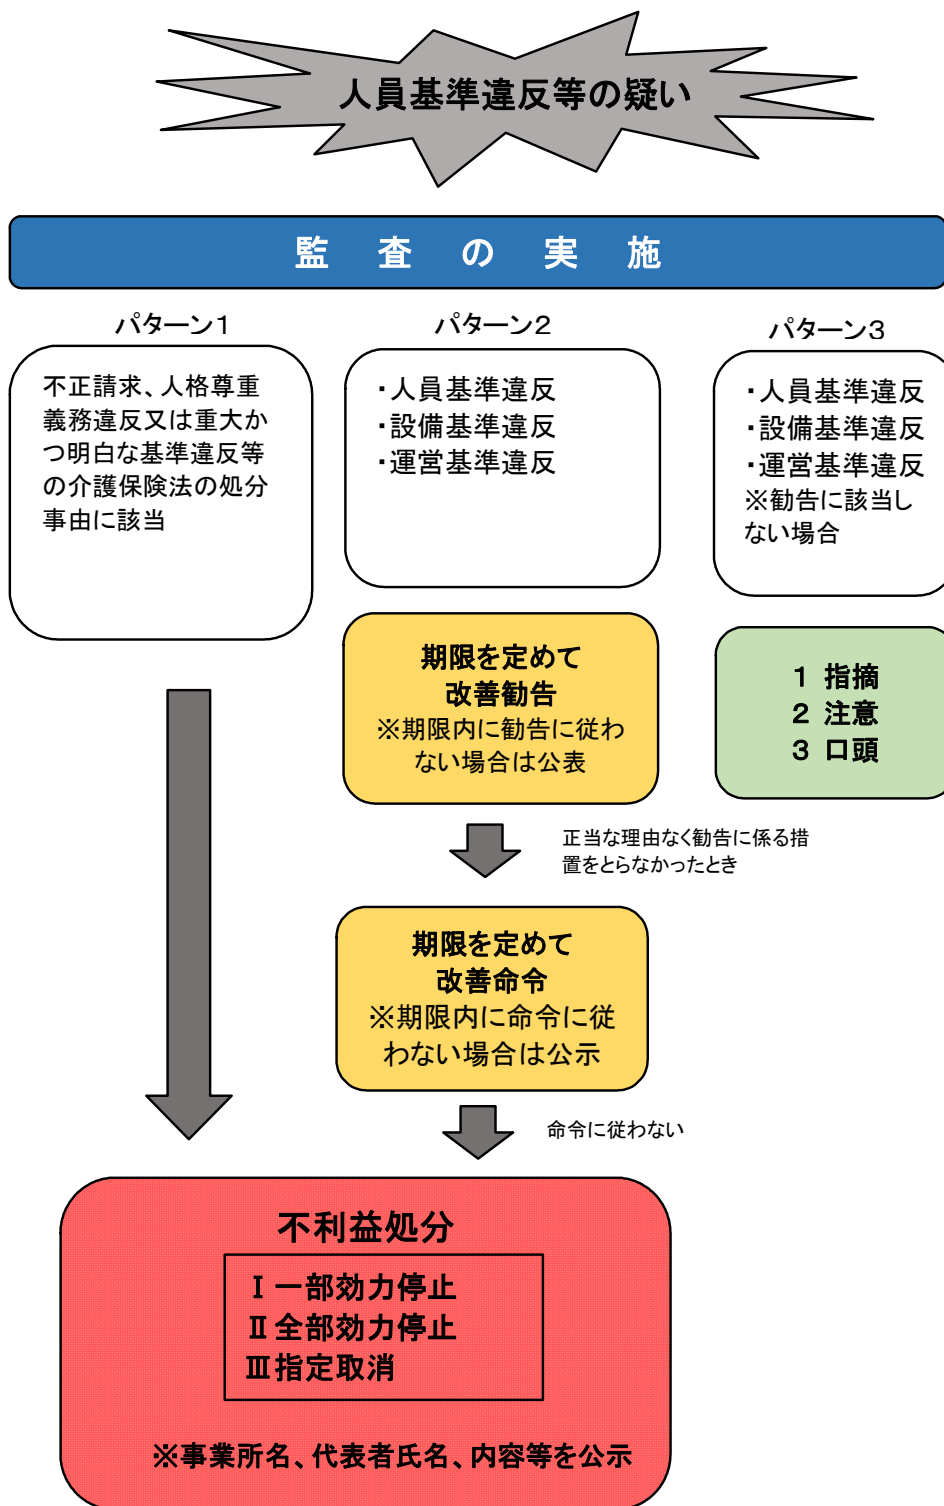 人員基準違反等の疑い
監査の実施
パターン１
不正請求、人格尊重
義務違反又は重大か
つ明白な基準違反等
の介護保険法の処分
事由に該当
パターン２
・人員基準違反
・設備基準違反
・運営基準違反
パターン３
・人員基準違反
・設備基準違反
・運営基準違反
※勧告に該当し
ない場合
期限を定めて
改善勧告
※期限内に勧告に従わ
ない場合は公表
１ 指摘
２ 注意
３ 口頭
正当な理由なく勧告に係る措
置をとらなかったとき
期限を定めて
改善命令
※期限内に命令に従
わない場合は公示
命令に従わない
不利益処分
Ⅰ 一部効力停止
Ⅱ 全部効力停止
Ⅲ 指定取消
※事業所名、代表者氏名、内容等を公示